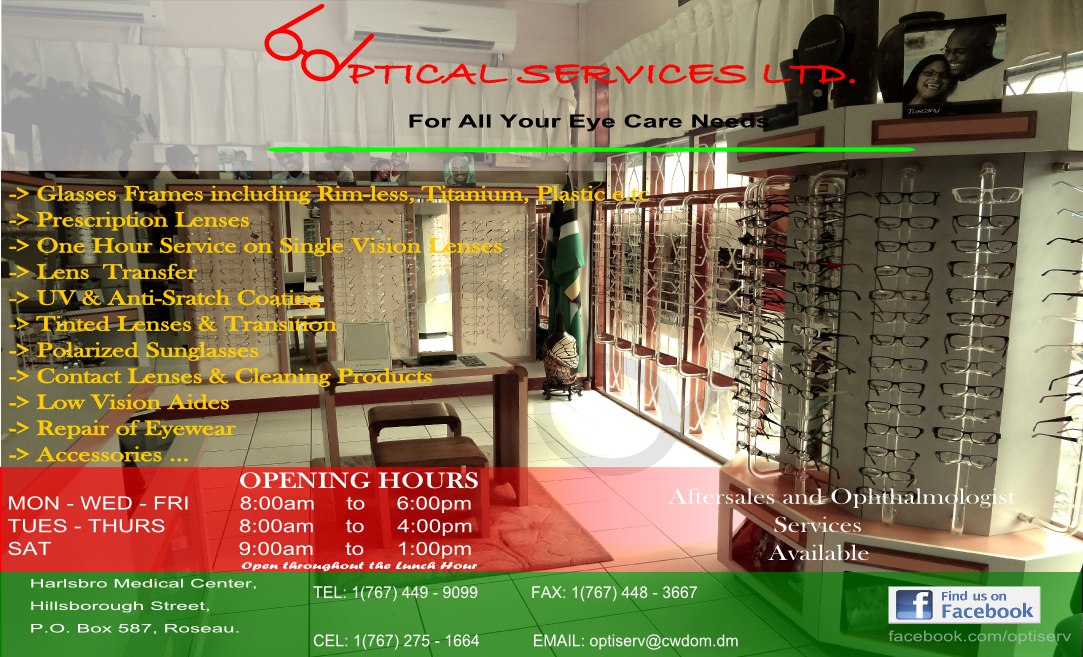 OPTICAL SERVICES LTD.
For All Your Eye Care Needs
Tuscany
-> Glasses Frames including Rim-less, Titanium, Plastic e.tc
-> Prescription Lenses
-> One Hour Service on Single Vision Lenses
-> Lens Transfer
-> UV & Anti-Sratch Coating
-> Tinted Lenses & Transition
-> Polarized Sunglasses
-> Contact Lenses & Cleaning Products
-> Low Vision Aides
-> Repair of Eyewear
-> Accessories ...
OPENING HOURS
MON - WED - FRI 8:00am to 6:00pm
TUES - THURS 8:00am to 4:00pm
SAT 9:00am to 1:00pm
Open throughout the Lunch Hour
Aftersales and Ophthalmologist
Services
Available
Harlsbro Medical Center,
Hillsborough Street,
P.O. Box 587, Roseau.
TEL: 1(767) 449 - 9099 FAX: 1(767) 448 - 3667
CEL: 1(767) 275 - 1664 EMAIL: optiserv@cwdom.dm
Find us on
Facebook
facebook.com/optiserv